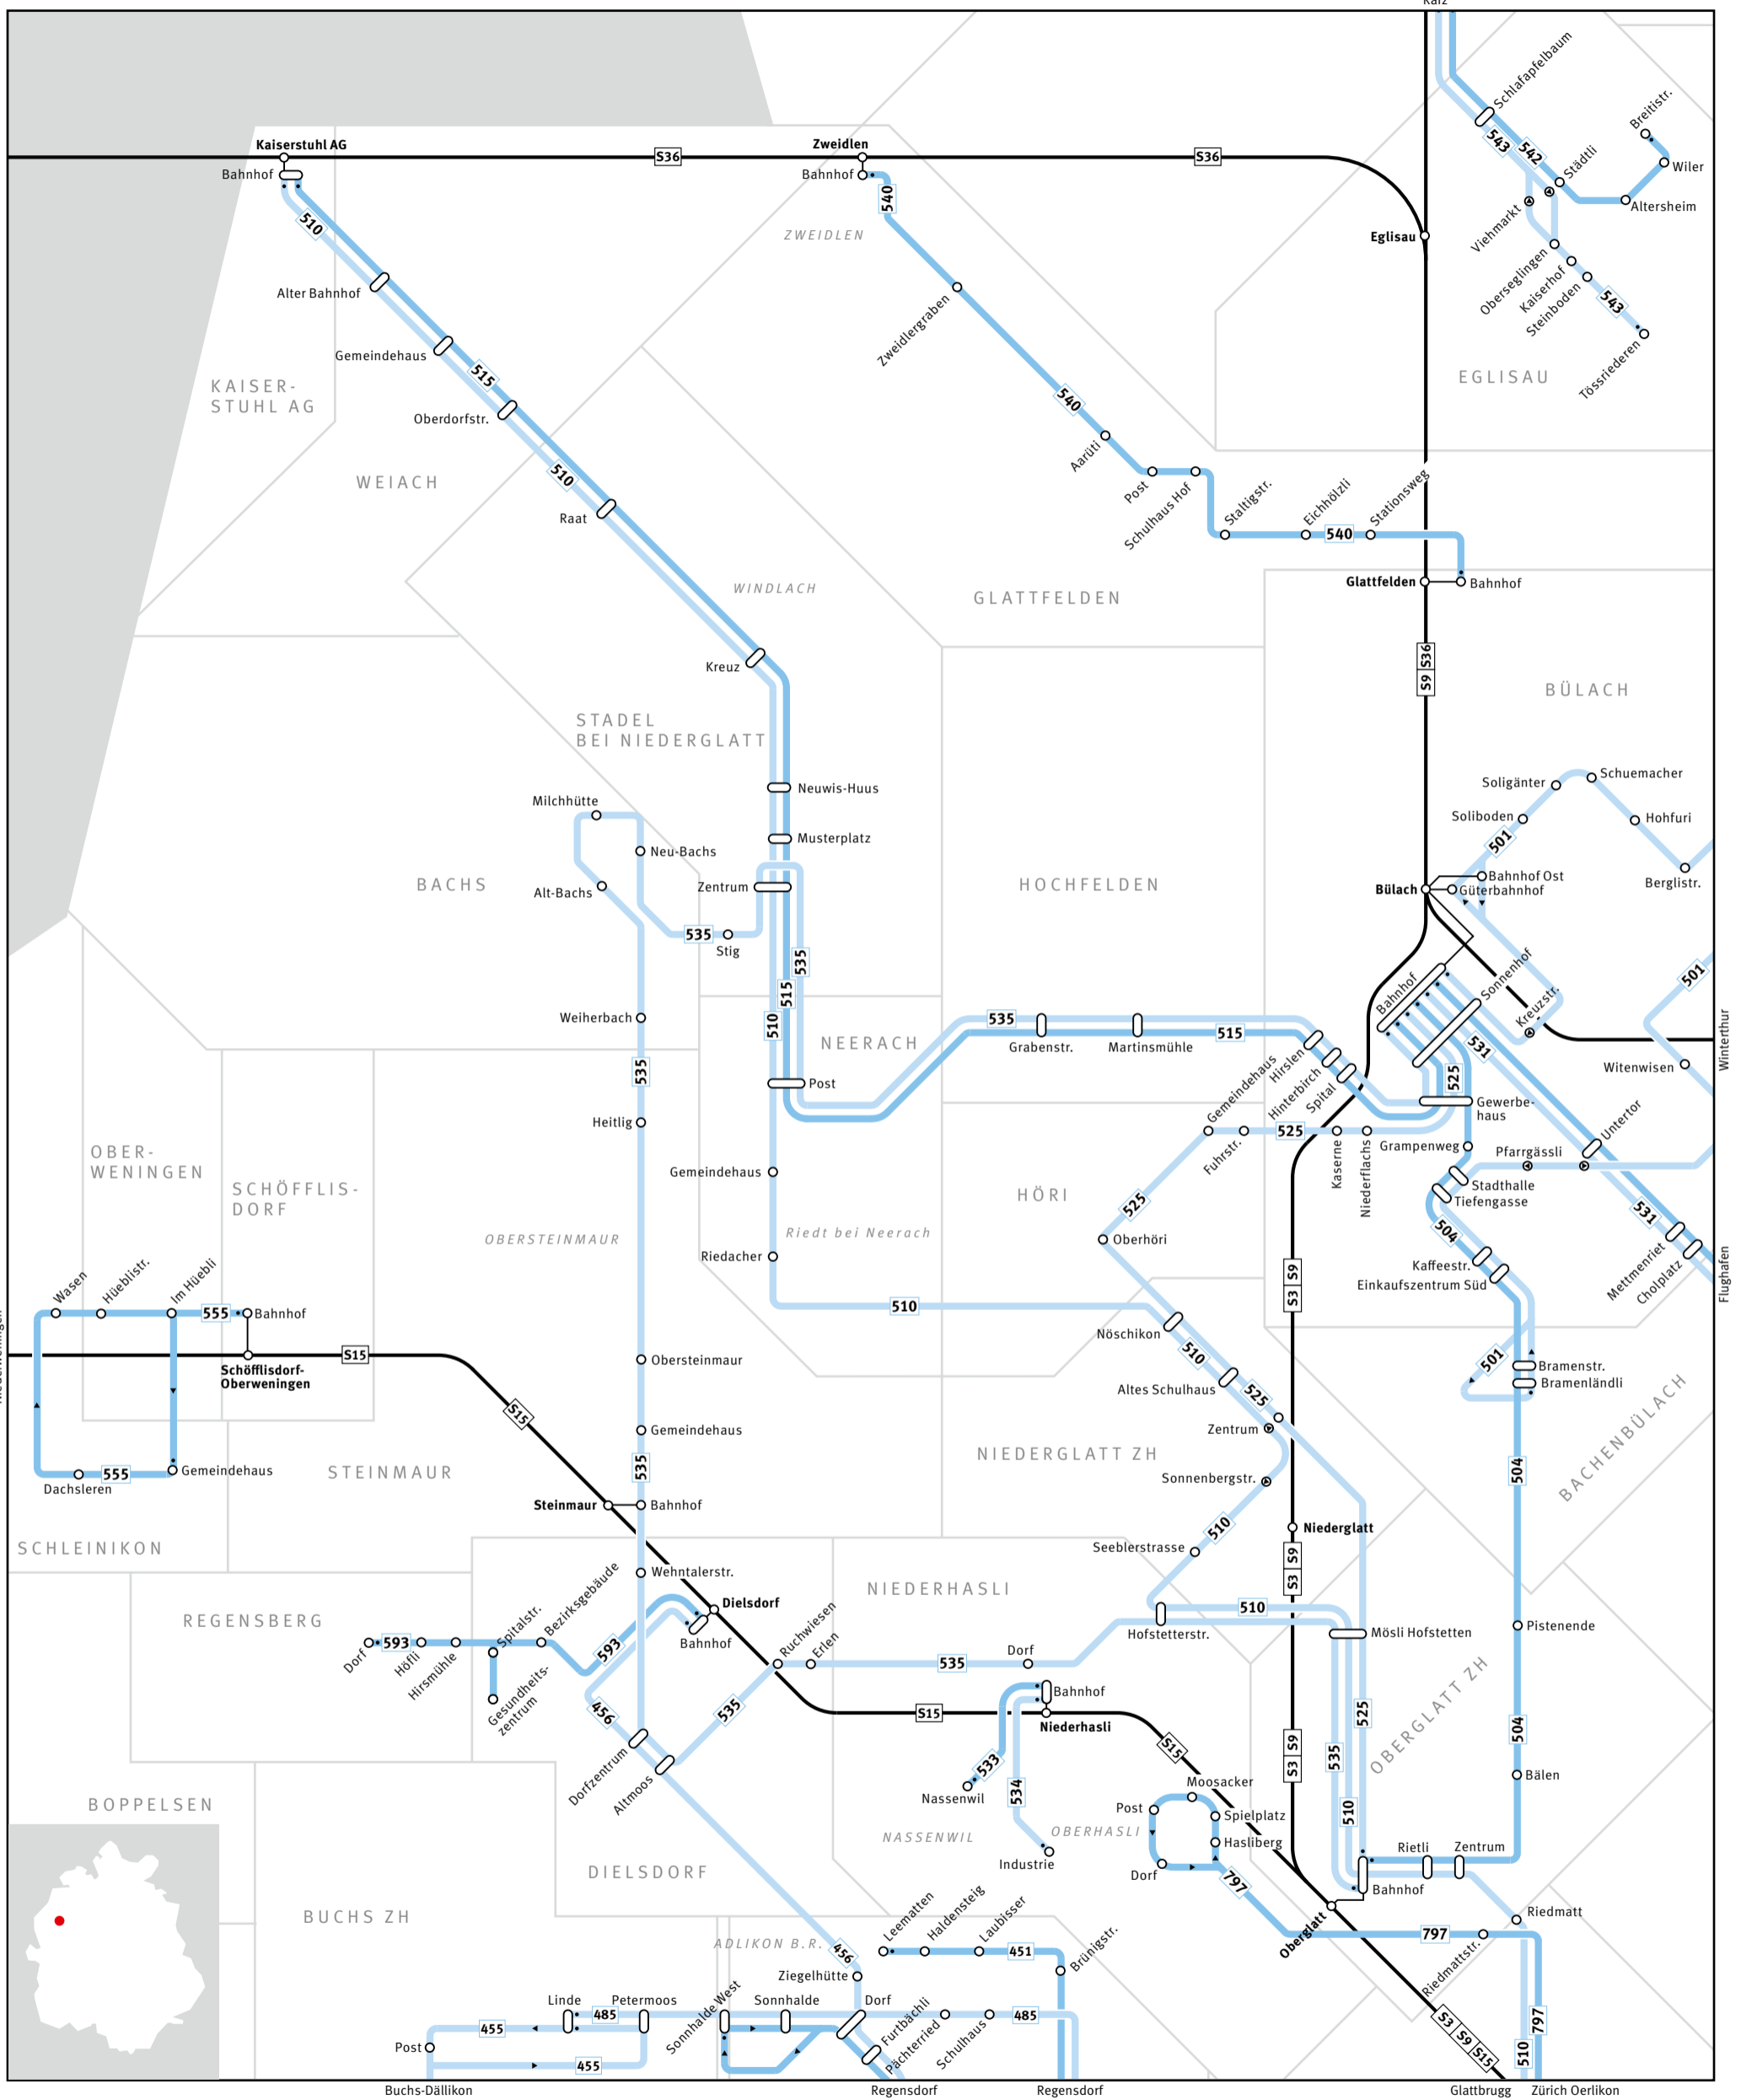 Kaiserstuhl AG
Bahnhof
S36
Zweidlen
Bahnhof
540
S36
Schlafapfelbaum
543
542
Städtli
Breitistr.
Wiler
Altersheim
Viehmarkt
Oberseglingen
Kaiserhof
Steinboden
543
Tössriederen
Eglisau
EGLISAU
510
Alter Bahnhof
ZWEIDLEN
Zweidlergraben
Gemeindehaus
515
KAISER-
STUHL AG
Oberdorfstr.
540
Aarüti
Post
Schulhaus Hof
Staltigstr.
Eichhölzli
540
Stationsweg
510
WEIACH
Raat
Glattfelden
Bahnhof
WINDLACH
GLATTFELDEN
S9 S36
Kreuz
BÜLACH
STADEL
BEI NIEDERGLATT
Neuwis-Huus
Milchhütte
Musterplatz
Neu-Bachs
Soligänter
Schuemacher
Soliboden
Hohfuri
501
Berglistr.
BACHS
Alt-Bachs
Zentrum
HOCHFELDEN
Bülach
Bahnhof Ost
Güterbahnhof
535
Stig
535
515
510
Bahnhof
Sonnenhof
Kreuzstr.
501
Weiherbach
NEERACH
535
Grabenstr.
Martinsmühle
515
Hirslen
Hinterbirch
Spital
531
525
Winterthur
Witenwisen
535
Post
Gewerbe-
haus
Heitlig
Gemeindehaus
Fuhrstr.
525
Kaserne
Niederflachs
Grampenweg
Pfarrgässli
Untertor
OBER-
WENINGEN
SCHÖFFLIS-
DORF
Gemeindehaus
HÖRI
525
Stadthalle
Tiefengasse
531
504
OBERSTEINMAUR
Riedt bei Neerach
Oberhöri
Riedacher
Kaffeestr.
Einkaufszentrum Süd
Mettmenriet
Cholplatz
Flughafen
S3 S9
Wasen
Hüeblistr.
Im Hüebli
555
Bahnhof
510
Nöschikon
510
S15
Schöfflisdorf-
Oberweningen
Obersteinmaur
Altes Schulhaus
525
501
Bramenstr.
Bramenländli
BACHENBÜLACH
S15
Gemeindehaus
Zentrum
NIEDERGLATT ZH
Sonnenbergstr.
504
STEINMAUR
535
Dachsleren
555
Gemeindehaus
Steinmaur
Bahnhof
510
Niederglatt
SCHLEINIKON
Seeblerstrasse
S3 S9
Wehntalerstr.
NIEDERHASLI
Dielsdorf
Bahnhof
REGENSBERG
Dorf
593
Höfli
Hirsmühle
Spitalstr.
Bezirksgebäude
Gesundheits-
zentrum
593
Ruchwiesen
Erlen
535
Dorf
Hofstetterstr.
510
Mösli Hofstetten
Pistenende
456
535
S15
Bahnhof
Niederhasli
S15
525
S3 S9
OBERGLATT ZH
504
Dorfzentrum
Altmoos
Nassenwil
533
534
535
Bälen
Moosacker
Post
Spielplatz
Hasliberg
510
BOPPELSEN
NASSENWIL
OBERHASLI
Industrie
Dorf
797
Rietli
Zentrum
Bahnhof
DIELSDORF
Oberglatt
Riedmatt
797
Riedmattstr.
BUCHS ZH
ADLIKON B.R.
456
Leematten
Haldensteig
Laubisser
451
Brünigstr.
Ziegelhütte
Linde
485
Petermoos
Sonnhalde West
Sonnhalde
Dorf
Furtbächli
Pächterried
Schulhaus
485
455
Post
455
S3 S9 S15
510
797
Buchs-Dällikon
Regensdorf
Regensdorf
Glattbrugg
Zürich Oerlikon